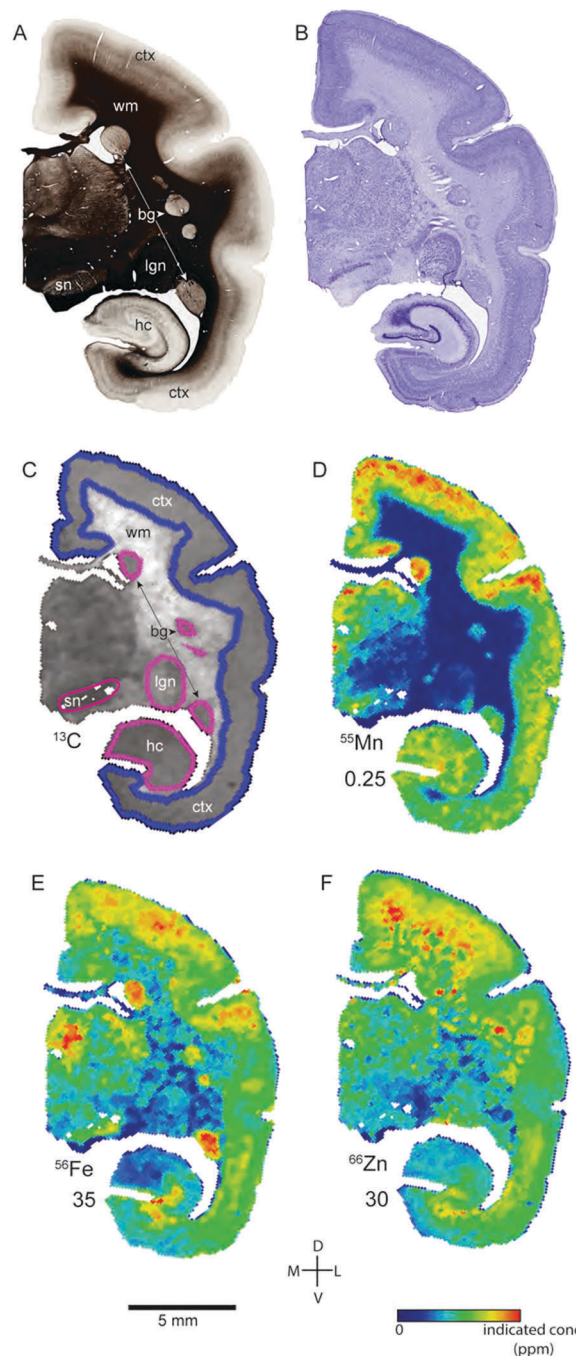 A
B
ctx
wm
bg
lgn
sn
hc
ctx
C
D
ctx
wm
bg
lgn
sn
13C
hc
ctx
55Mn
0.25
E
F
56Fe
35
66Zn
30
D
M L
V
5 mm
0 indicated conc
(ppm)